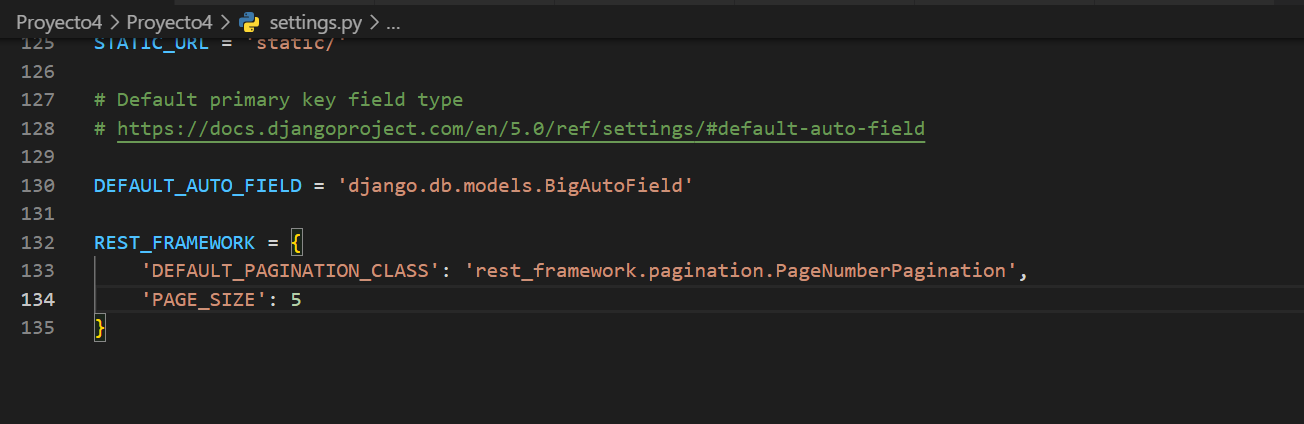 Proyecto4 > Proyecto4 > settings.py > ...
125 STATIC_URL = 'static/'
126
127 # Default primary key field type
128 # https://docs.djangoproject.com/en/5.0/ref/settings/#default-auto-field
129
130 DEFAULT_AUTO_FIELD = 'django.db.models.BigAutoField'
131
132 REST_FRAMEWORK = {
133     'DEFAULT_PAGINATION_CLASS': 'rest_framework.pagination.PageNumberPagination',
134     'PAGE_SIZE': 5
135 }